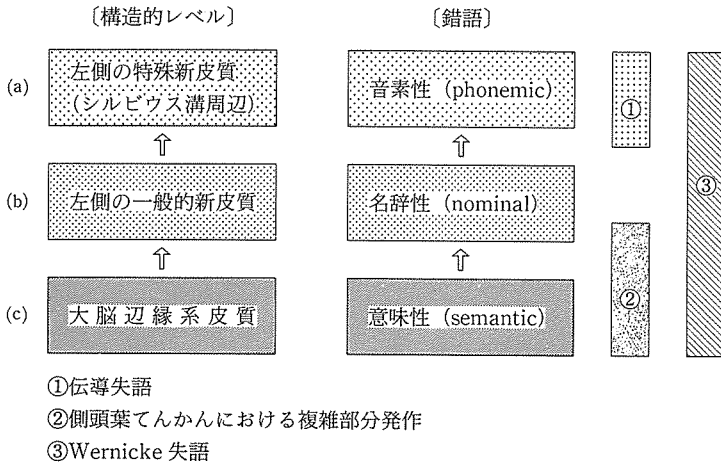 〔構造的レベル〕
〔錯語〕
(a)
左側の特殊新皮質
(シルビウス溝周辺)
音素性 (phonemic)
①
(b)
左側の一般的新皮質
名辞性 (nominal)
③
(c)
大脳辺縁系皮質
意味性 (semantic)
②
①伝導失語
②側頭葉てんかんにおける複雑部分発作
③Wernicke 失語